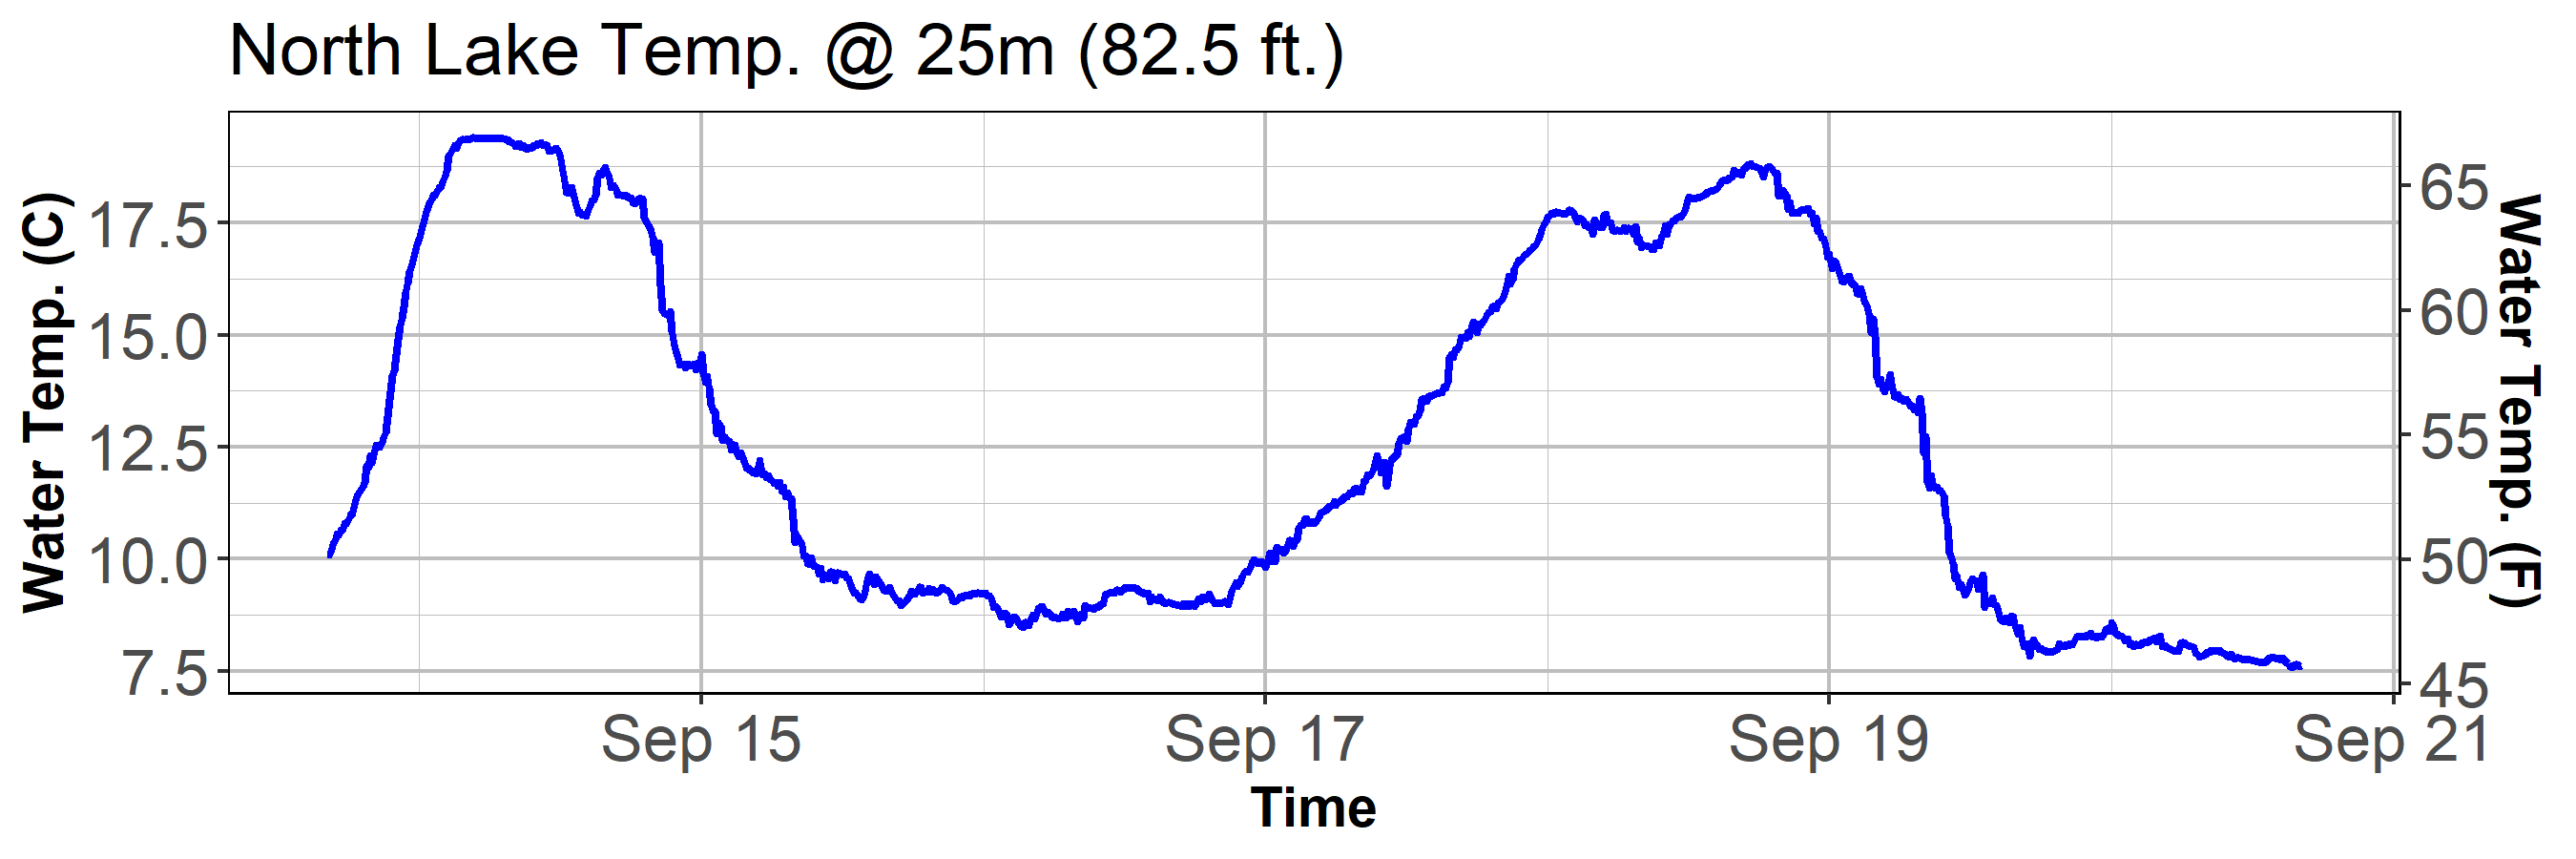 North Lake Temp. @ 25m (82.5 ft.)
Water Temp. (C)
17.5
15.0
12.5
10.0
7.5
65
60
55
50
45
Water Temp. (F)
Sep 15 Sep 17 Sep 19 Sep 21
Time